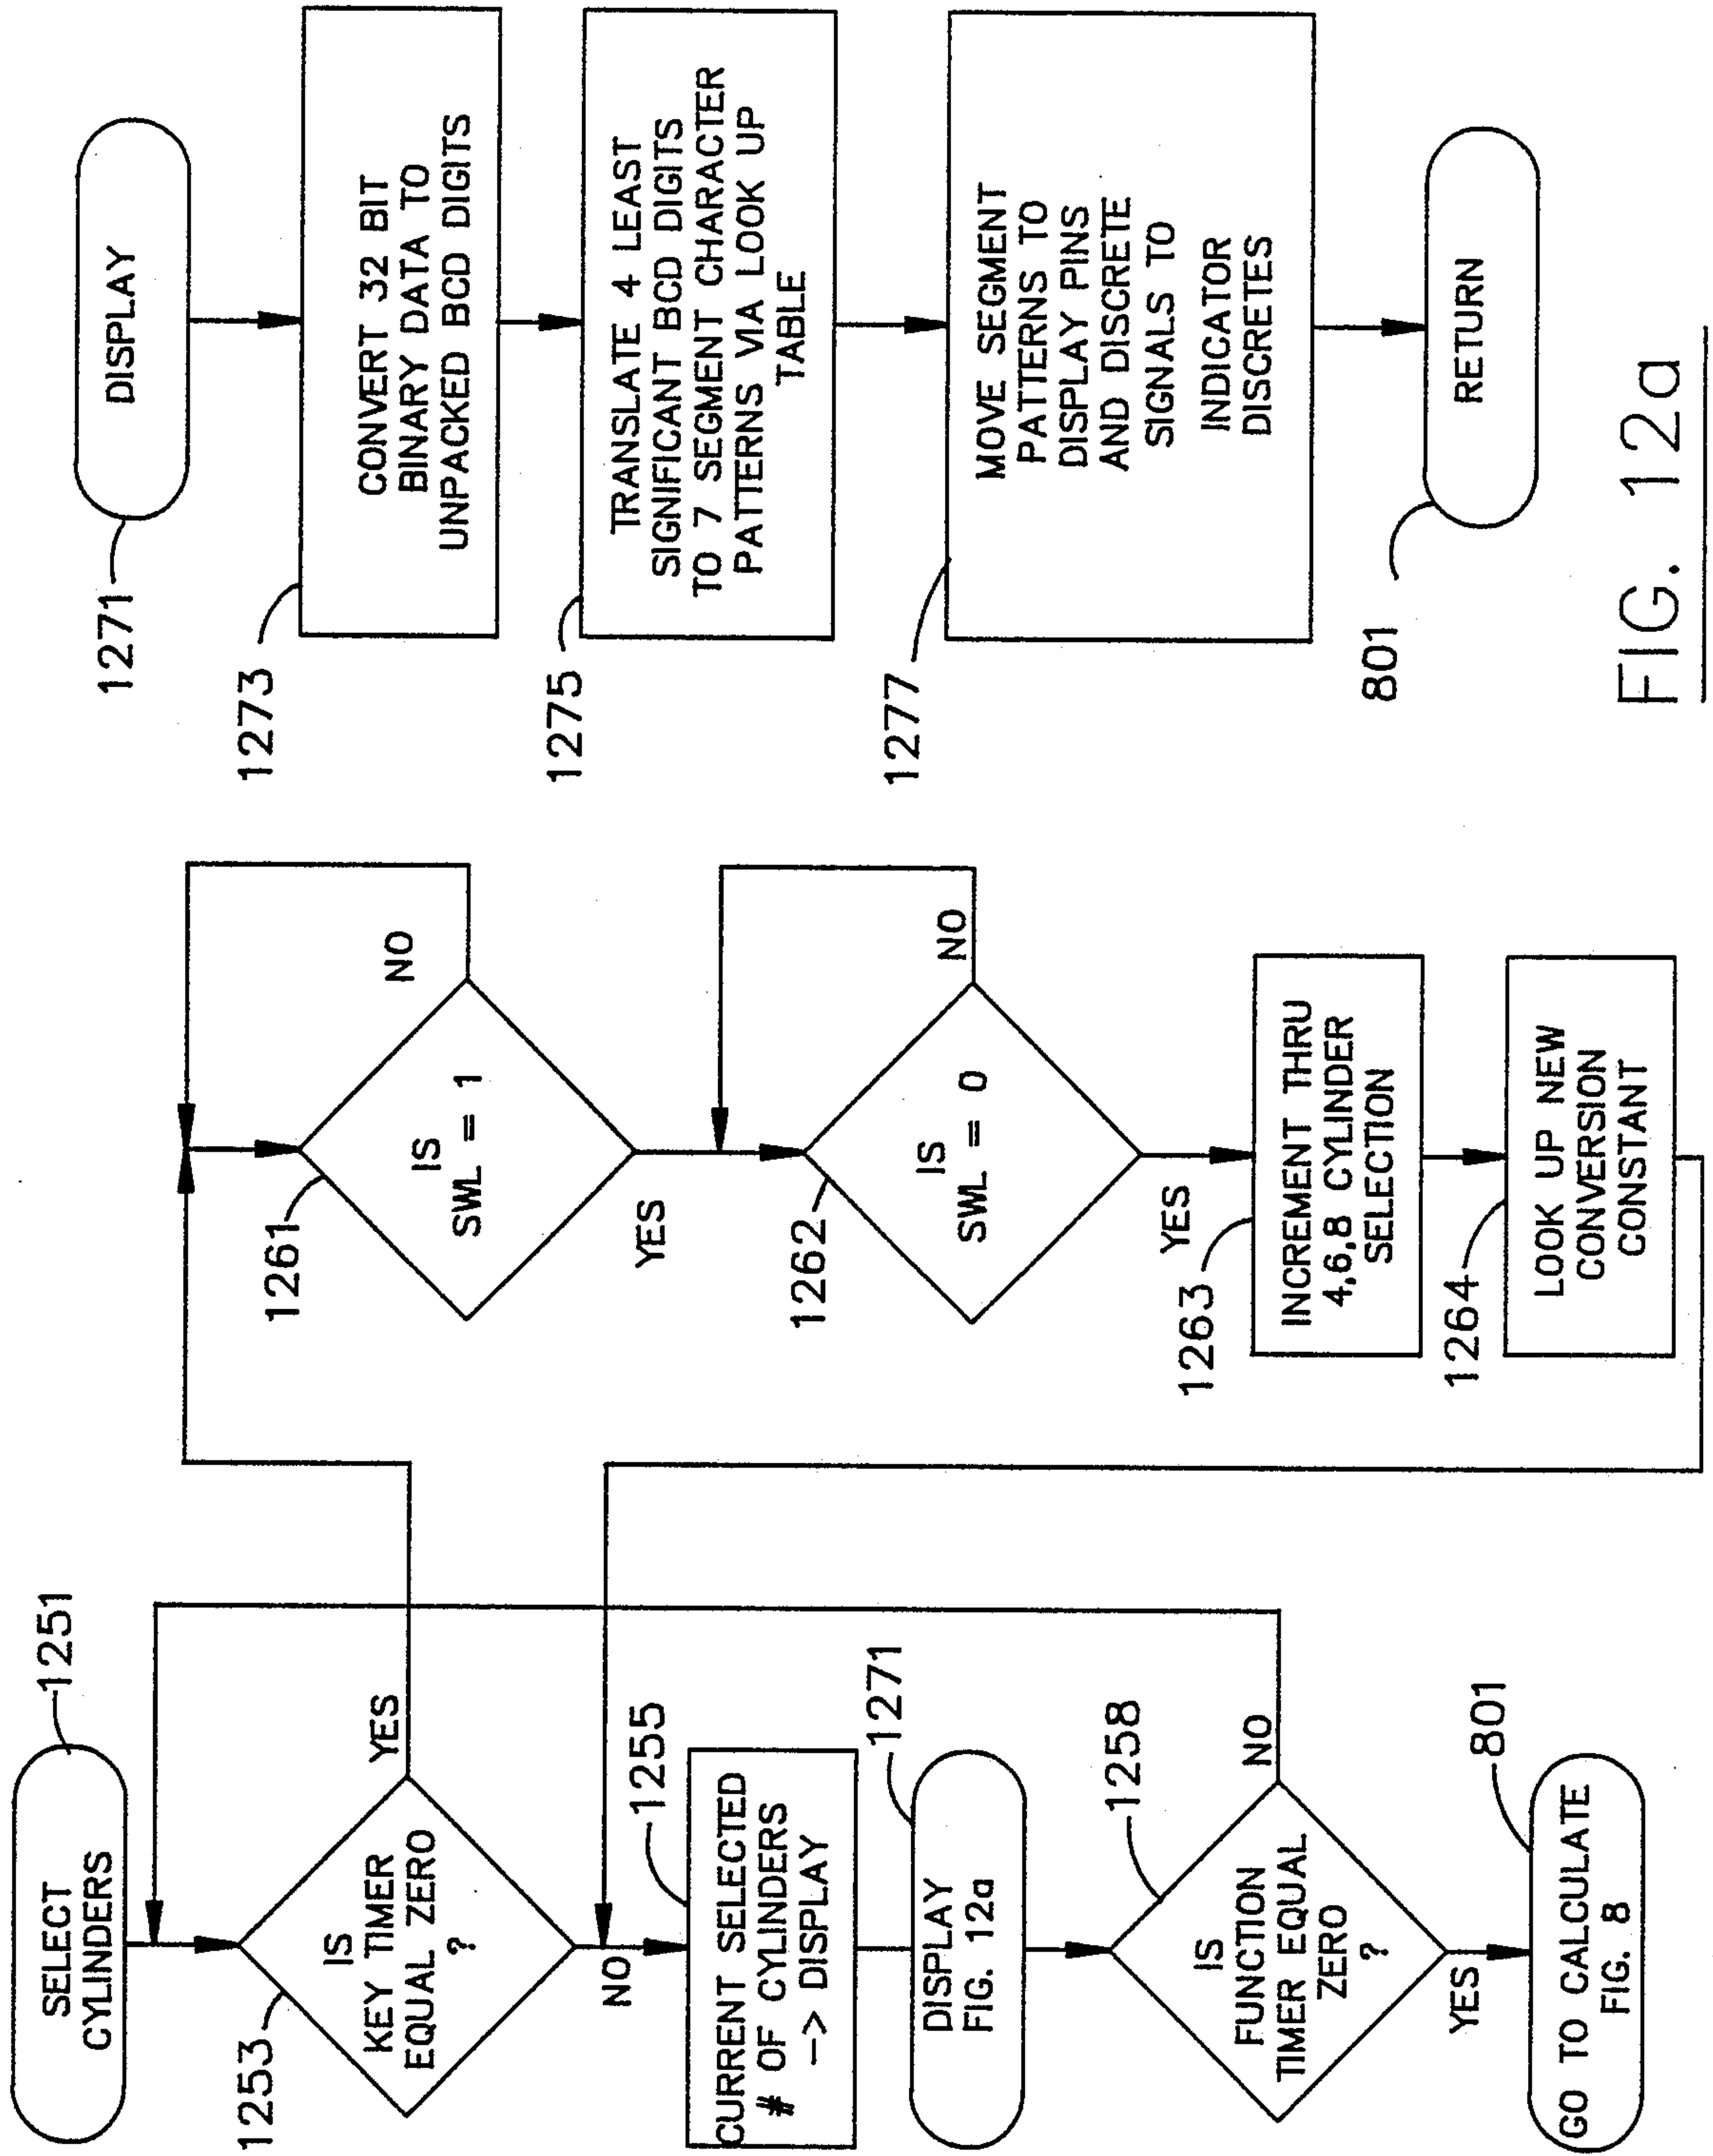 SELECT
CYLINDERS
1251
IS
KEY TIMER
EQUAL ZERO
?
1253
YES
NO
CURRENT SELECTED
# OF CYLINDERS
—> DISPLAY
1255
DISPLAY
FIG. 12a
1271
IS
FUNCTION
TIMER EQUAL
ZERO
?
1258
NO
YES
GO TO CALCULATE
FIG. 8
801
IS
SWL = 1
1261
NO
YES
IS
SWL = 0
1262
NO
YES
INCREMENT THRU
4,6,8 CYLINDER
SELECTION
1263
LOOK UP NEW
CONVERSION
CONSTANT
1264
DISPLAY
1271
CONVERT 32 BIT
BINARY DATA TO
UNPACKED BCD DIGITS
1273
TRANSLATE 4 LEAST
SIGNIFICANT BCD DIGITS
TO 7 SEGMENT CHARACTER
PATTERNS VIA LOOK UP
TABLE
1275
MOVE SEGMENT
PATTERNS TO
DISPLAY PINS
AND DISCRETE
SIGNALS TO
INDICATOR
DISCRETES
1277
RETURN
801
FIG. 12a